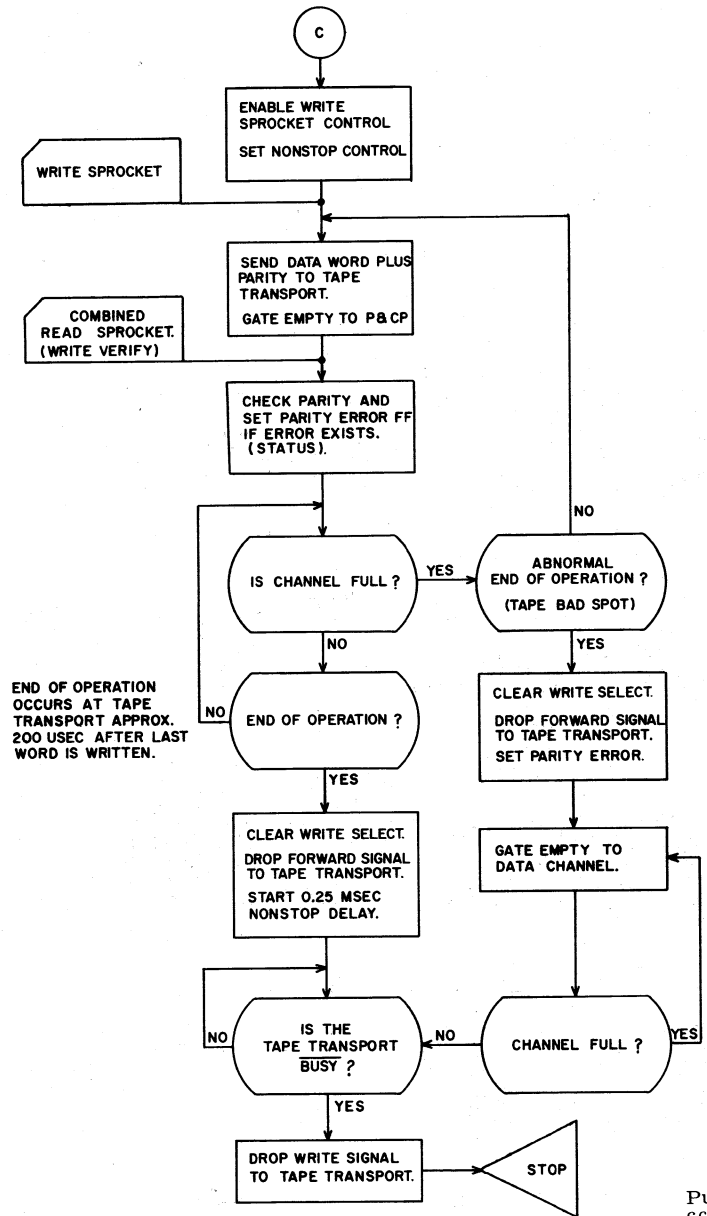 C
ENABLE WRITE
SPROCKET CONTROL
SET NONSTOP CONTROL
WRITE SPROCKET
SEND DATA WORD PLUS
PARITY TO TAPE
TRANSPORT.
GATE EMPTY TO P&CP
COMBINED
READ SPROCKET.
(WRITE VERIFY)
CHECK PARITY AND
SET PARITY ERROR FF
IF ERROR EXISTS.
(STATUS).
NO
IS CHANNEL FULL ?
YES
ABNORMAL
END OF OPERATION ?
(TAPE BAD SPOT)
NO
YES
END OF OPERATION
OCCURS AT TAPE
TRANSPORT APPROX.
200 USEC AFTER LAST
WORD IS WRITTEN.
NO
END OF OPERATION ?
CLEAR WRITE SELECT.
DROP FORWARD SIGNAL
TO TAPE TRANSPORT.
SET PARITY ERROR.
YES
CLEAR WRITE SELECT.
DROP FORWARD SIGNAL
TO TAPE TRANSPORT.
START 0.25 MSEC
NONSTOP DELAY.
GATE EMPTY TO
DATA CHANNEL.
NO
IS THE
TAPE TRANSPORT
BUSY ?
NO
CHANNEL FULL ?
YES
YES
DROP WRITE SIGNAL
TO TAPE TRANSPORT.
STOP